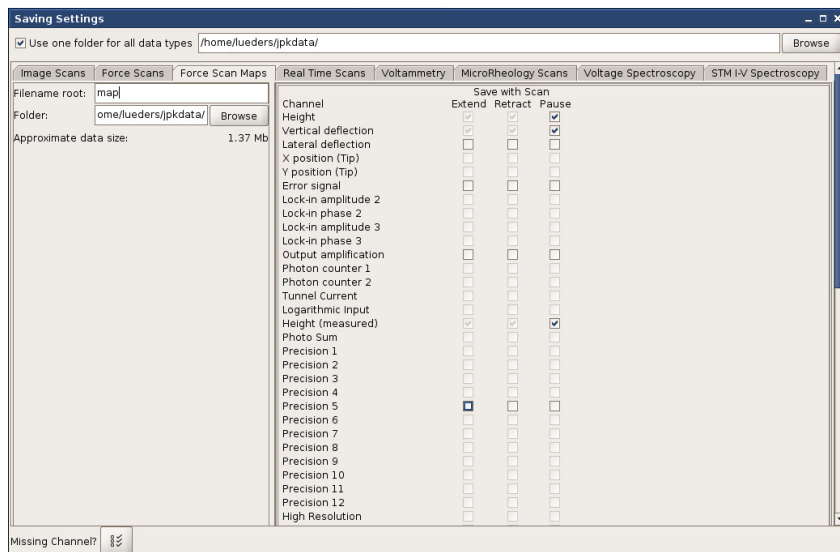 Saving Settings
Use one folder for all data types /home/lueders/jpkdata/ Browse
Image Scans Force Scans Force Scan Maps Real Time Scans Voltammetry MicroRheology Scans Voltage Spectroscopy STM I-V Spectroscopy
Filename root: map
Folder: ome/lueders/jpkdata/ Browse
Approximate data size: 1.37 Mb
Save with Scan
Channel Extend Retract Pause
Height
Vertical deflection
Lateral deflection
X position (Tip)
Y position (Tip)
Error signal
Lock-in amplitude 2
Lock-in phase 2
Lock-in amplitude 3
Lock-in phase 3
Output amplification
Photon counter 1
Photon counter 2
Tunnel Current
Logarithmic Input
Height (measured)
Photo Sum
Precision 1
Precision 2
Precision 3
Precision 4
Precision 5
Precision 6
Precision 7
Precision 8
Precision 9
Precision 10
Precision 11
Precision 12
High Resolution
Missing Channel?